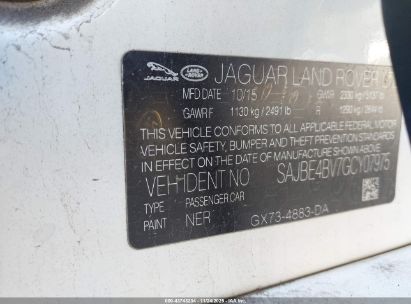 JAGUAR LAND ROVER
JAGUAR LAND ROVER
MFD DATE 10/15 GVWR
GAWR F 1130 kg / 2491 lb R
THIS VEHICLE CONFORMS TO ALL APPLICABLE FEDERAL MOTOR
VEHICLE SAFETY, BUMPER, AND THEFT PREVENTION STANDARDS
IN EFFECT ON THE DATE OF MANUFACTURE SHOWN ABOVE
VEH IDENT NO SAJBE4BV7GCY07975
TYPE PASSENGER CAR
PAINT NER GX73-4883-DA